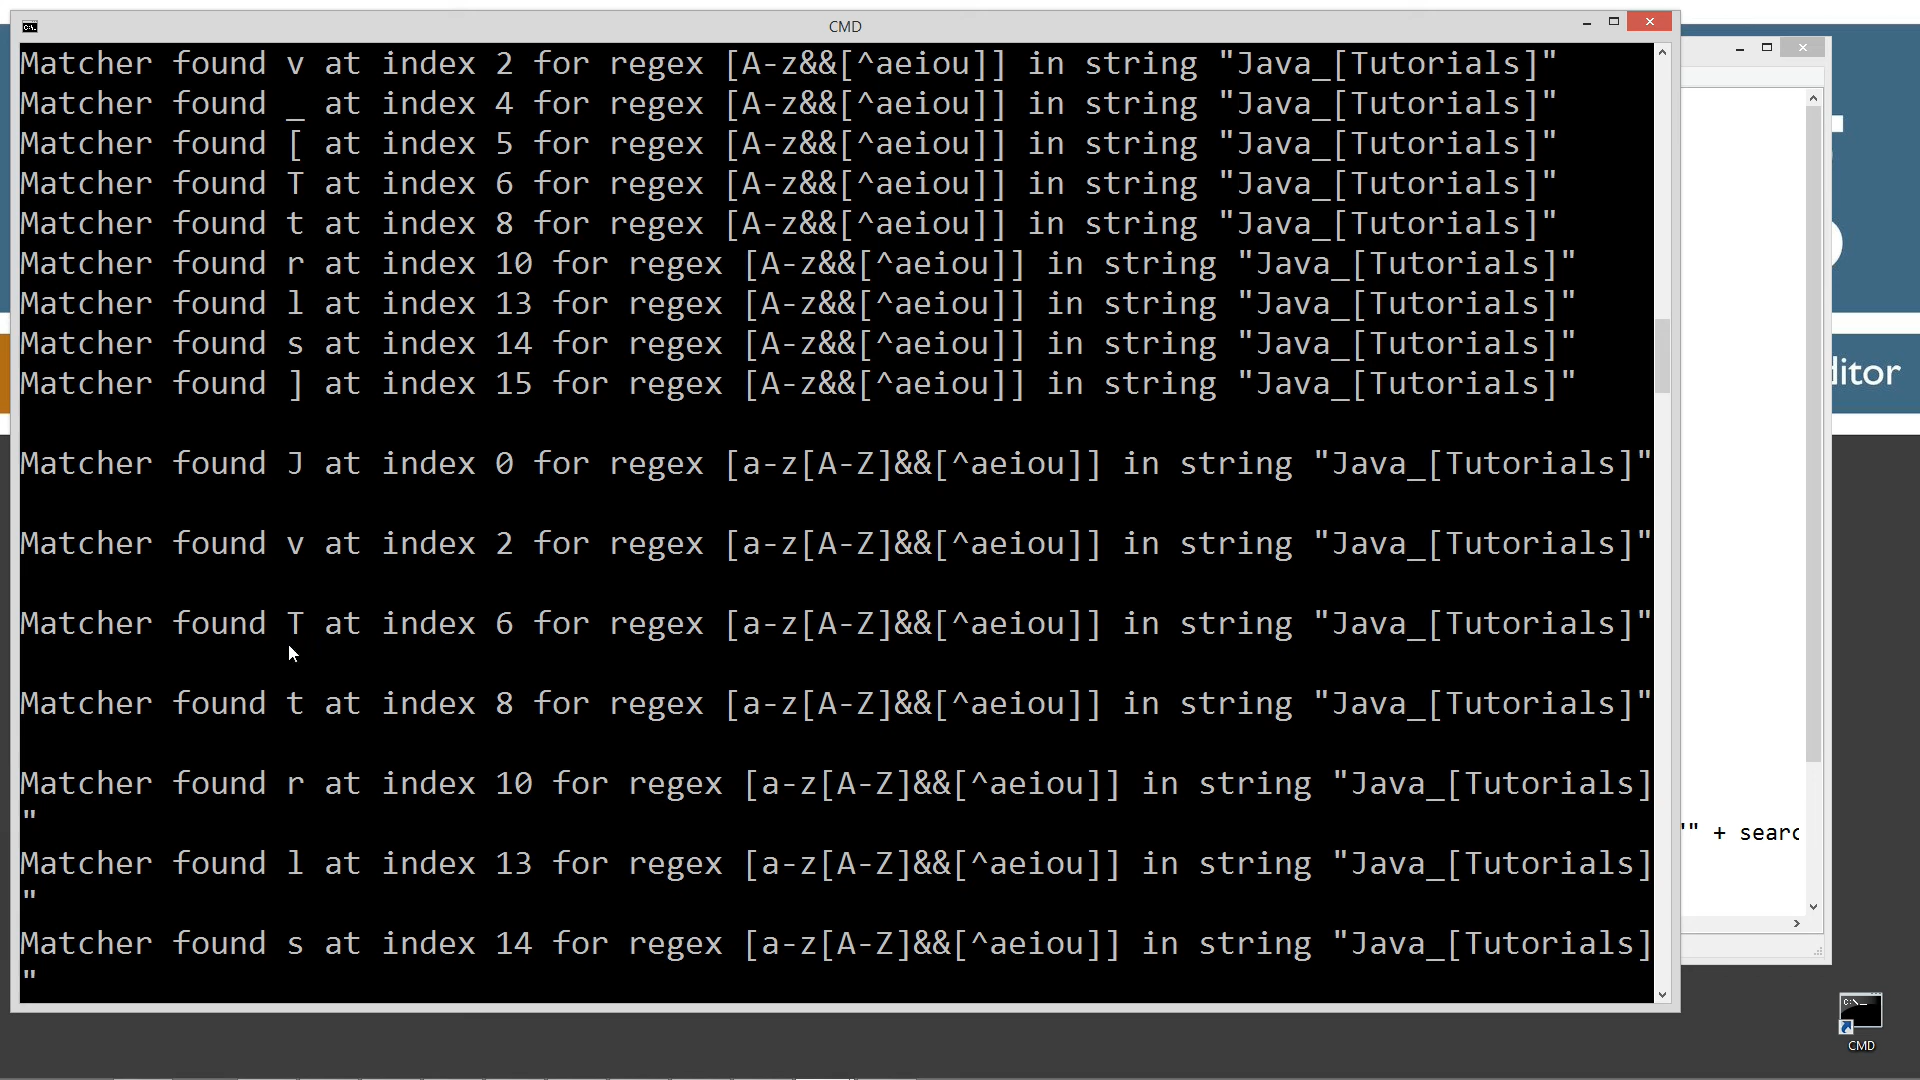 CMD
Matcher found v at index 2 for regex [A-z&&[^aeiou]] in string "Java_[Tutorials]"
Matcher found _ at index 4 for regex [A-z&&[^aeiou]] in string "Java_[Tutorials]"
Matcher found [ at index 5 for regex [A-z&&[^aeiou]] in string "Java_[Tutorials]"
Matcher found T at index 6 for regex [A-z&&[^aeiou]] in string "Java_[Tutorials]"
Matcher found t at index 8 for regex [A-z&&[^aeiou]] in string "Java_[Tutorials]"
Matcher found r at index 10 for regex [A-z&&[^aeiou]] in string "Java_[Tutorials]"
Matcher found l at index 13 for regex [A-z&&[^aeiou]] in string "Java_[Tutorials]"
Matcher found s at index 14 for regex [A-z&&[^aeiou]] in string "Java_[Tutorials]"
Matcher found ] at index 15 for regex [A-z&&[^aeiou]] in string "Java_[Tutorials]"
Matcher found J at index 0 for regex [a-z[A-Z]&&[^aeiou]] in string "Java_[Tutorials]"
Matcher found v at index 2 for regex [a-z[A-Z]&&[^aeiou]] in string "Java_[Tutorials]"
Matcher found T at index 6 for regex [a-z[A-Z]&&[^aeiou]] in string "Java_[Tutorials]"
Matcher found t at index 8 for regex [a-z[A-Z]&&[^aeiou]] in string "Java_[Tutorials]"
Matcher found r at index 10 for regex [a-z[A-Z]&&[^aeiou]] in string "Java_[Tutorials]
"
Matcher found l at index 13 for regex [a-z[A-Z]&&[^aeiou]] in string "Java_[Tutorials]
"
Matcher found s at index 14 for regex [a-z[A-Z]&&[^aeiou]] in string "Java_[Tutorials]
"
ditor
'" + searc
CMD